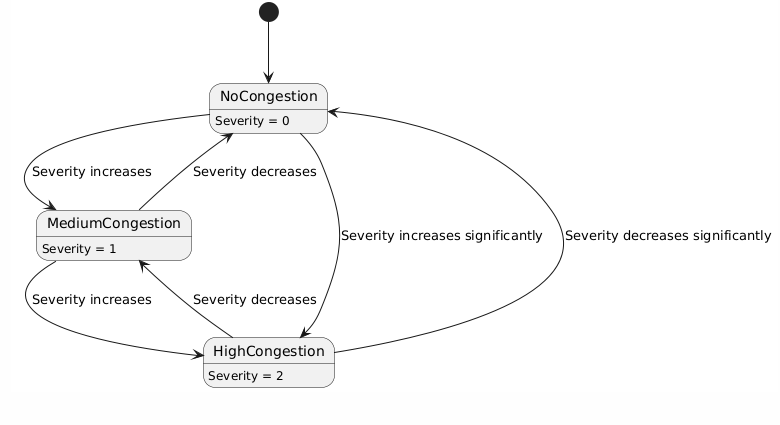 NoCongestion
Severity = 0
Severity increases
Severity decreases
MediumCongestion
Severity = 1
Severity increases significantly
Severity decreases significantly
Severity increases
Severity decreases
HighCongestion
Severity = 2